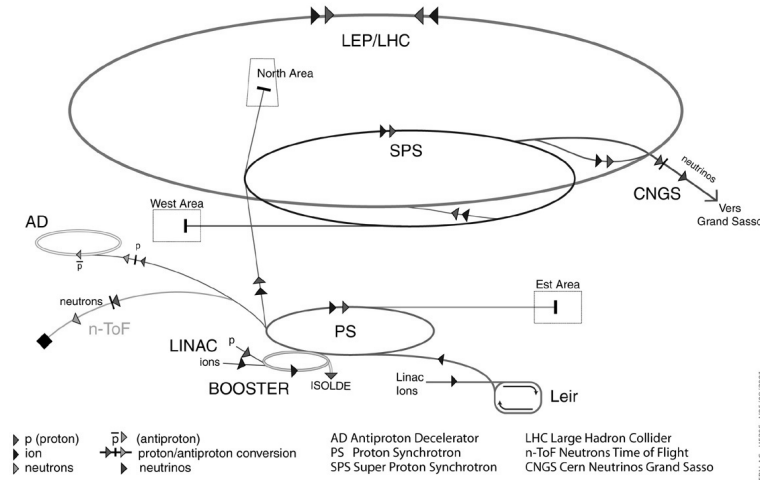 LEP/LHC
North Area
SPS
neutrinos
CNGS
Vers
Grand Sasso
West Area
AD
p
p̅
neutrons
n-ToF
Est Area
PS
LINAC
p
ions
BOOSTER
ISOLDE
Linac
Ions
Leir
p (proton)
ion
neutrons
p̅ (antiproton)
proton/antiproton conversion
neutrinos
AD Antiproton Decelerator
PS Proton Synchrotron
SPS Super Proton Synchrotron
LHC Large Hadron Collider
n-ToF Neutrons Time of Flight
CNGS Cern Neutrinos Grand Sasso